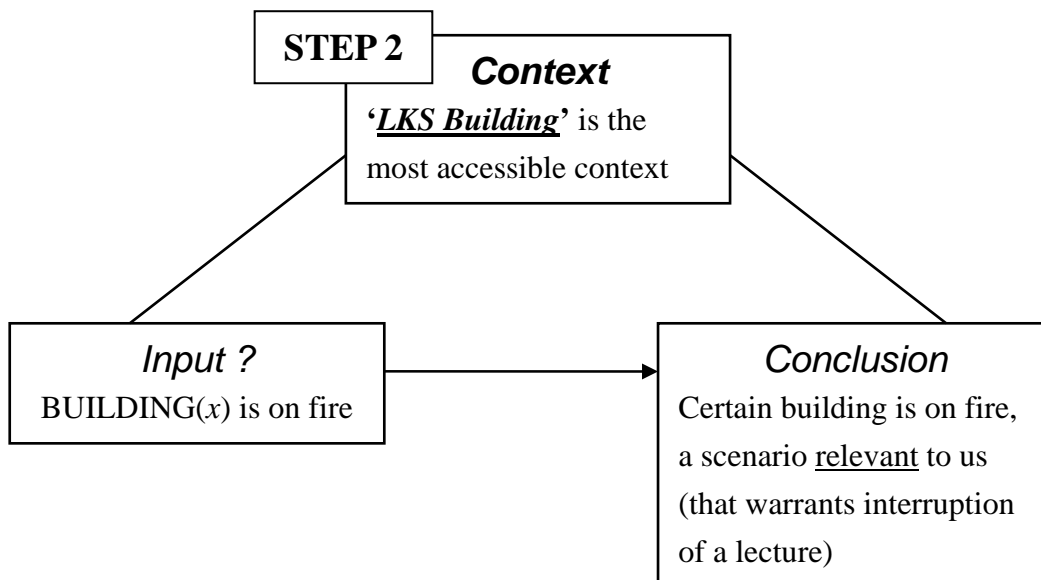 STEP 2
Context
‘LKS Building’ is the
most accessible context
Input ?
BUILDING(x) is on fire
Conclusion
Certain building is on fire,
a scenario relevant to us
(that warrants interruption
of a lecture)